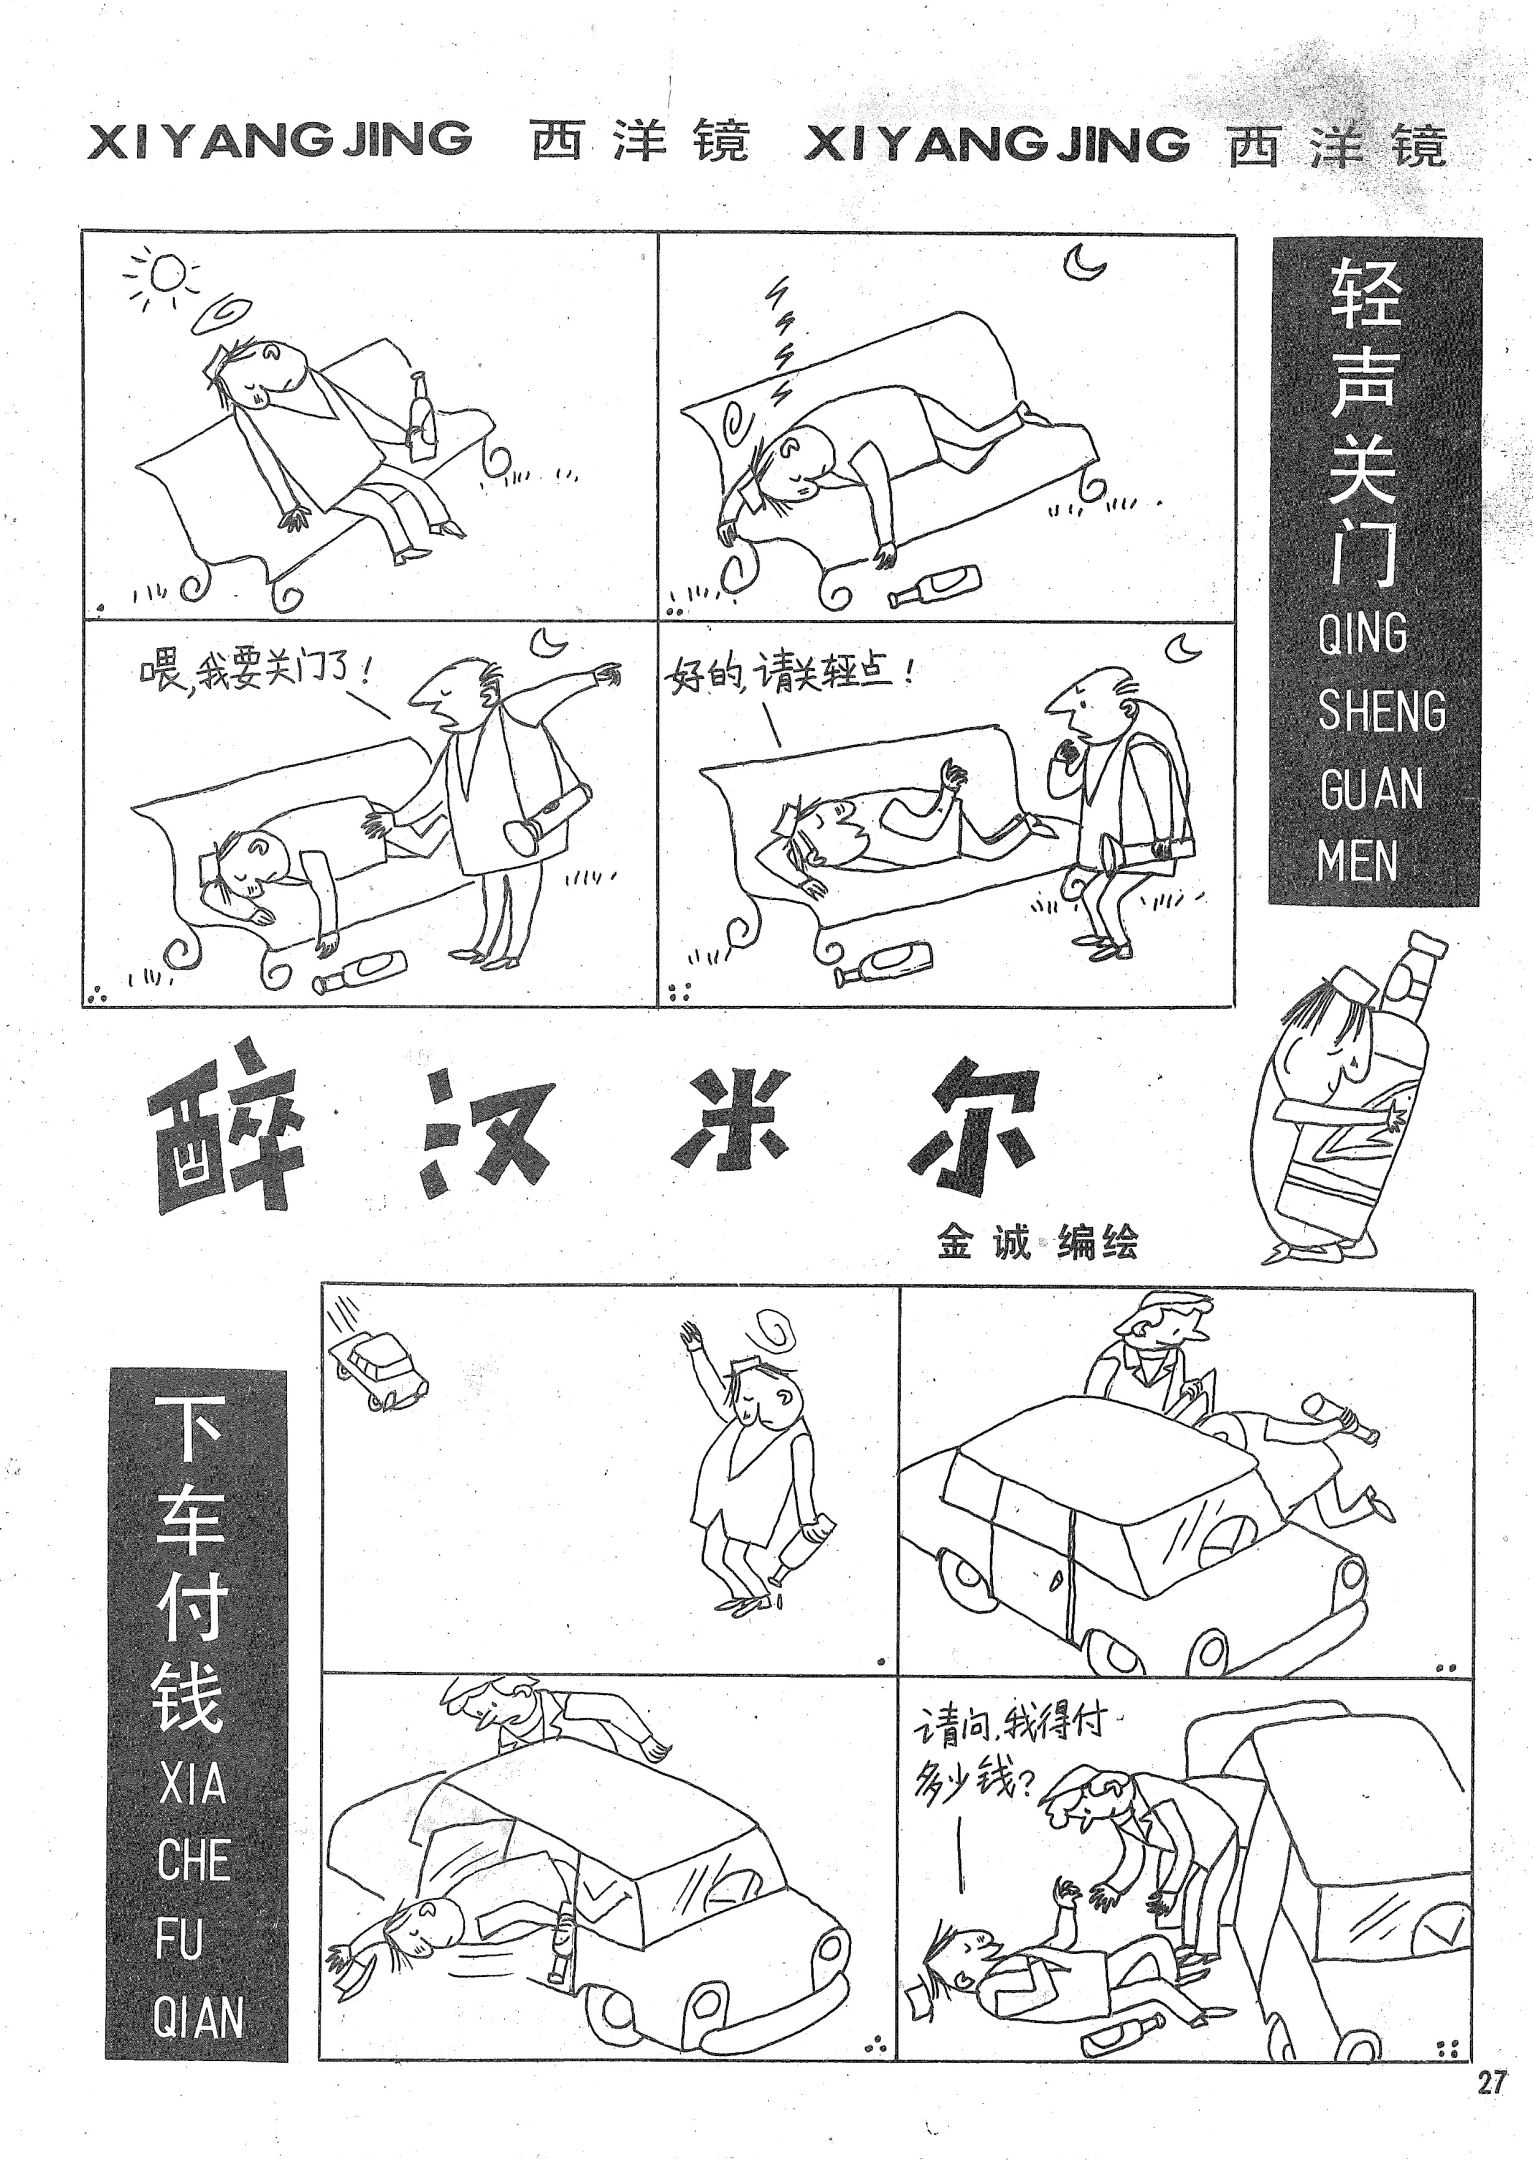 XIYANGJING 西洋镜 XIYANGJING 西洋镜
轻声关门
QING
SHENG
GUAN
MEN
喂,我要关门了!
好的,请关轻点!
醉汉米尔
金诚 编绘
下车付钱
XIA
CHE
FU
QIAN
请问,我得付
多少钱?
27